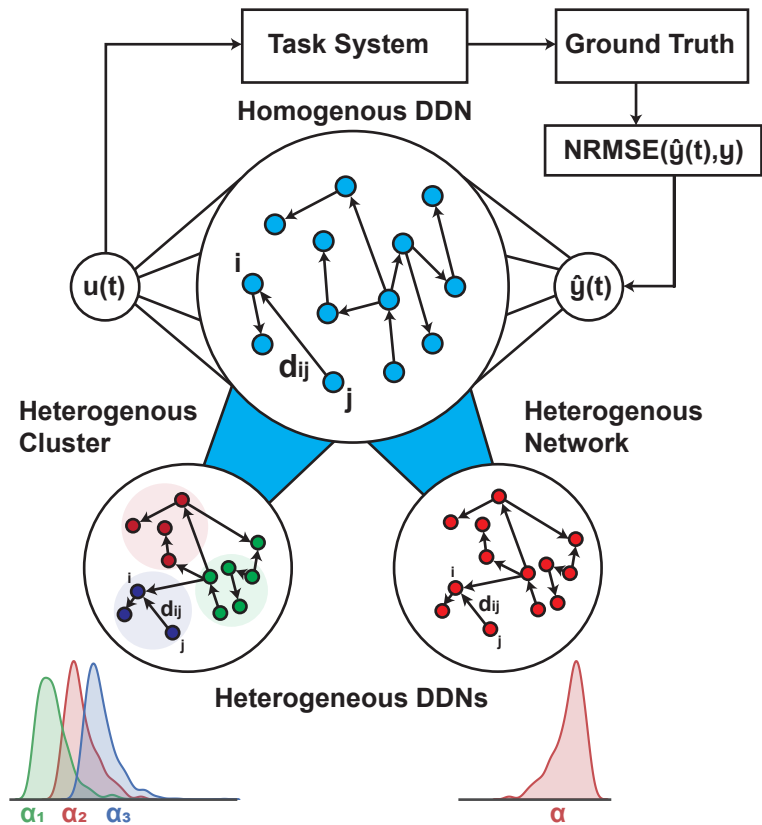 Task System
Ground Truth
Homogenous DDN
NRMSE(ŷ(t),y)
u(t)
ŷ(t)
i
dij
j
Heterogenous
Cluster
Heterogenous
Network
i
dij
j
i
dij
j
Heterogeneous DDNs
α1 α2 α3
α